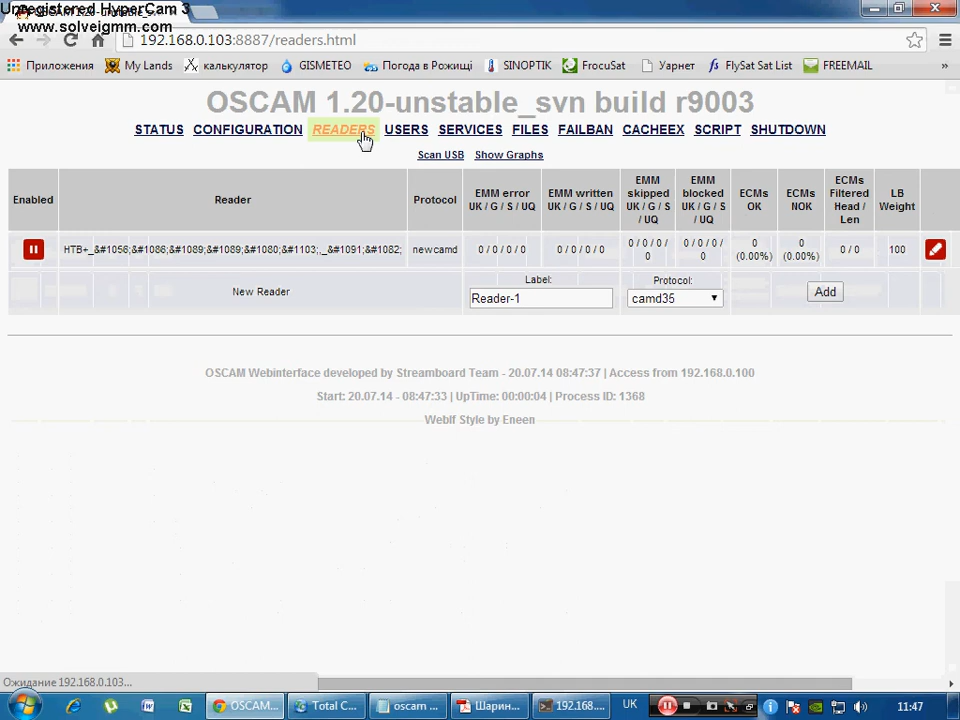 Unregistered HyperCam 3
www.solveigmm.com
192.168.0.103:8887/readers.html
Приложения My Lands калькулятор GISMETEO Погода в Рожищі SINOPTIK FrocuSat Уарнет FlySat Sat List FREEMAIL »
OSCAM 1.20-unstable_svn build r9003
STATUS CONFIGURATION READERS USERS SERVICES FILES FAILBAN CACHEEX SCRIPT SHUTDOWN
Scan USB Show Graphs
Enabled Reader Protocol EMM error UK / G / S / UQ EMM written UK / G / S / UQ EMM skipped UK / G / S / UQ EMM blocked UK / G / S / UQ ECMs OK ECMs NOK ECMs Filtered Head / Len LB Weight
НТВ+_&#1056;&#1086;&#1089;&#1089;&#1080;&#1103;,_&#1091;&#1082; newcamd 0 / 0 / 0 / 0 0 / 0 / 0 / 0 0 / 0 / 0 / 0 0 / 0 / 0 / 0 0 (0.00%) 0 (0.00%) 0 / 0 100
New Reader Label: Reader-1 Protocol: camd35 Add
OSCAM Webinterface developed by Streamboard Team - 20.07.14 08:47:37 | Access from 192.168.0.100
Start: 20.07.14 - 08:47:33 | UpTime: 00:00:04 | Process ID: 1368
WebIf Style by Eneen
Ожидание 192.168.0.103...
OSCAM... Total C... oscam ... Шарин... 192.168.... UK 11:47